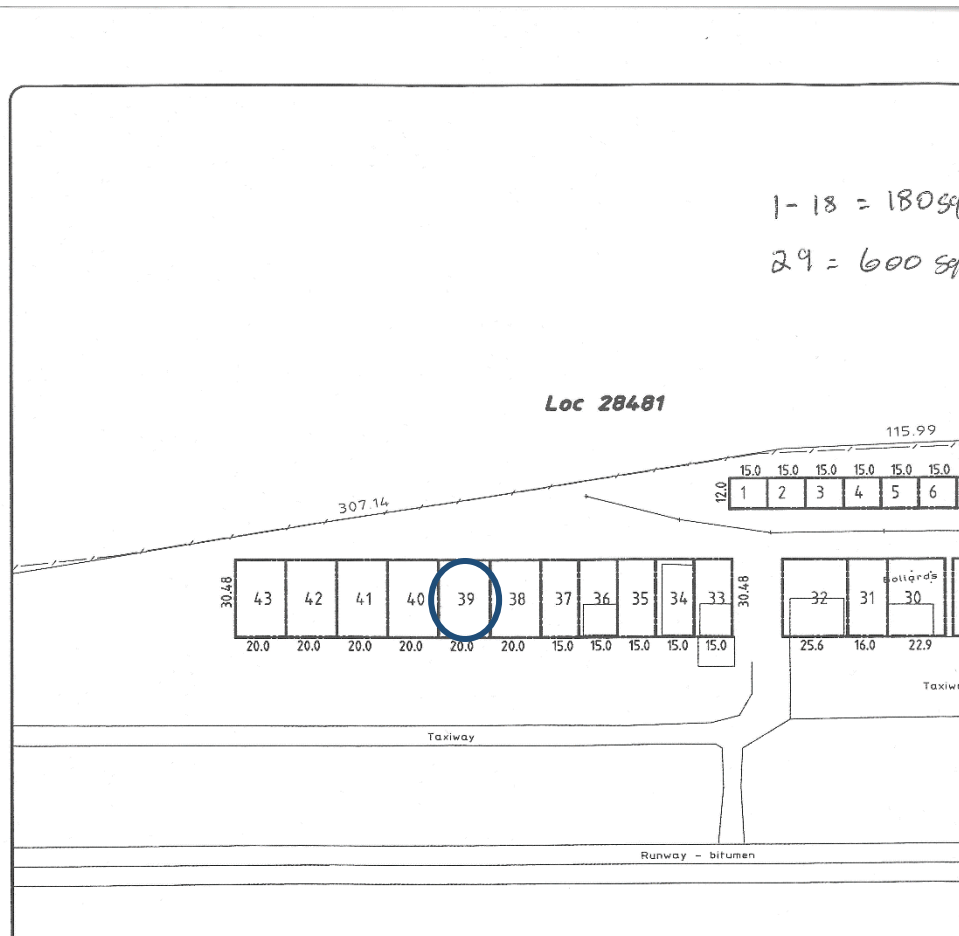 1 - 18 = 180 sq
29 = 600 sq
Loc 28481
115.99
15.0 15.0 15.0 15.0 15.0 15.0
12.0
1 2 3 4 5 6
307.14
30.48
43 42 41 40 39 38 37 36 35 34 33
30.48
Bollard's
32 31 30
20.0 20.0 20.0 20.0 20.0 20.0 15.0 15.0 15.0 15.0 15.0
25.6 16.0 22.9
Taxiw
Taxiway
Runway - bitumen